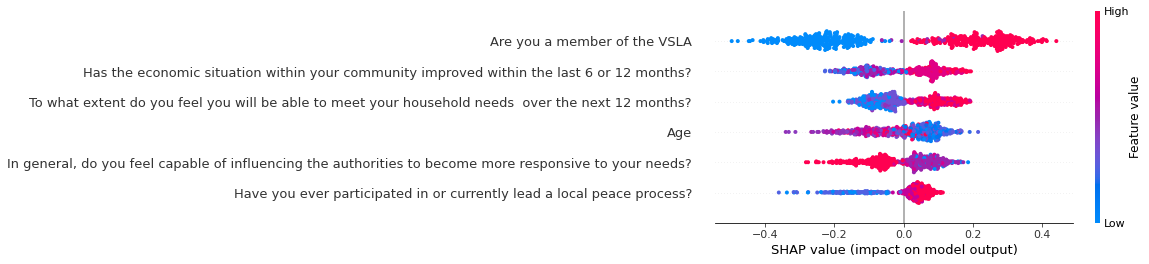 High
Are you a member of the VSLA
Has the economic situation within your community improved within the last 6 or 12 months?
To what extent do you feel you will be able to meet your household needs  over the next 12 months?
Age
In general, do you feel capable of influencing the authorities to become more responsive to your needs?
Have you ever participated in or currently lead a local peace process?
Feature value
Low
−0.4 −0.2 0.0 0.2 0.4
SHAP value (impact on model output)